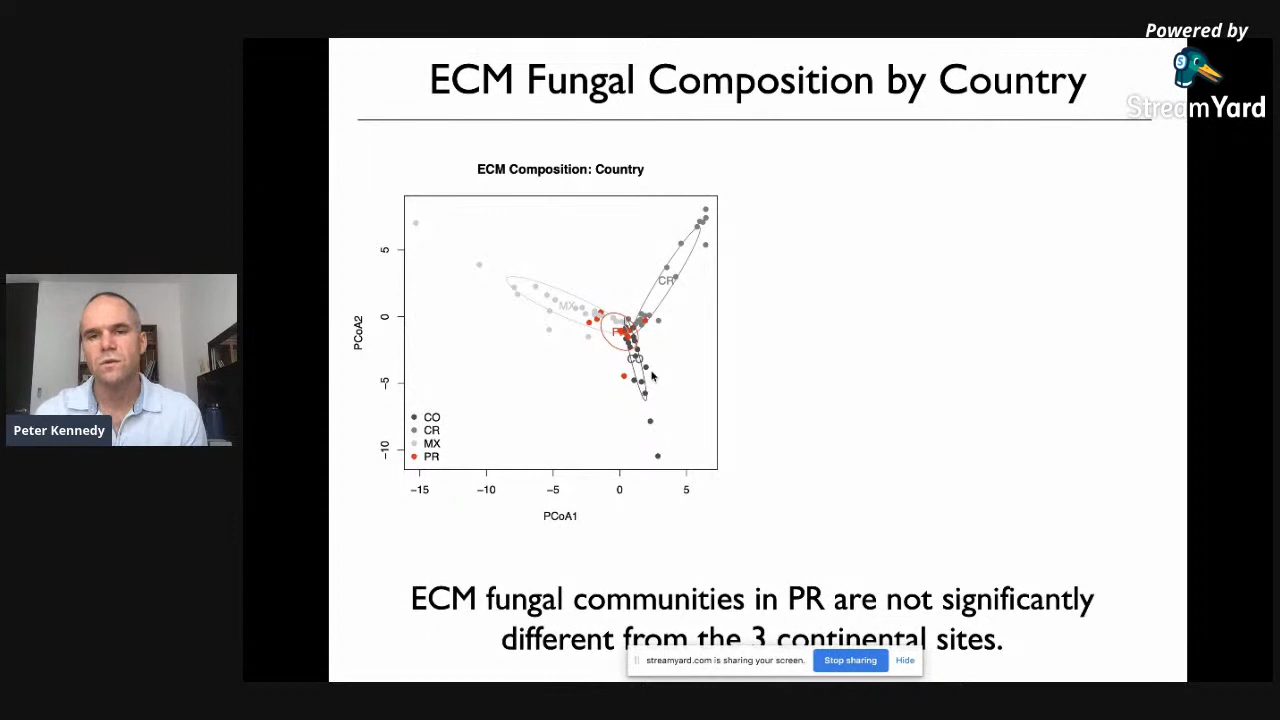 Powered by
StreamYard
ECM Fungal Composition by Country
ECM Composition: Country
CR
MX
CO
PCoA2
5
0
−5
−10
CO
CR
MX
PR
−15
−10
−5
0
5
PCoA1
Peter Kennedy
ECM fungal communities in PR are not significantly
different from the 3 continental sites.
streamyard.com is sharing your screen.
Stop sharing
Hide